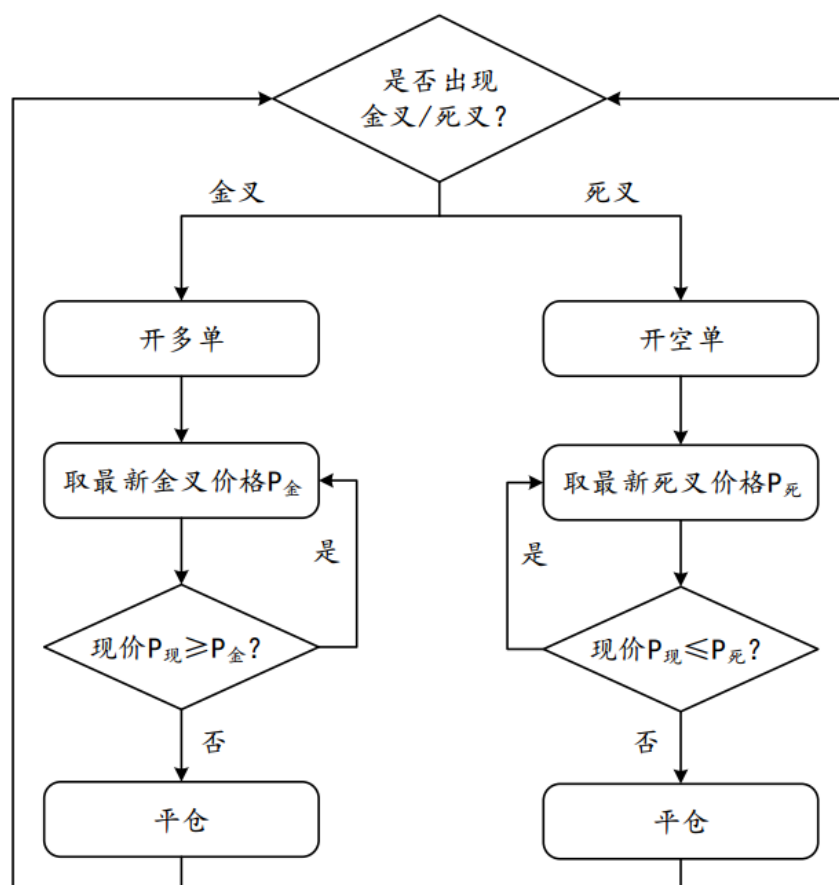 是否出现
金叉/死叉？
金叉
死叉
开多单
开空单
取最新金叉价格P金
取最新死叉价格P死
是
是
现价P现≥P金?
现价P现≤P死?
否
否
平仓
平仓